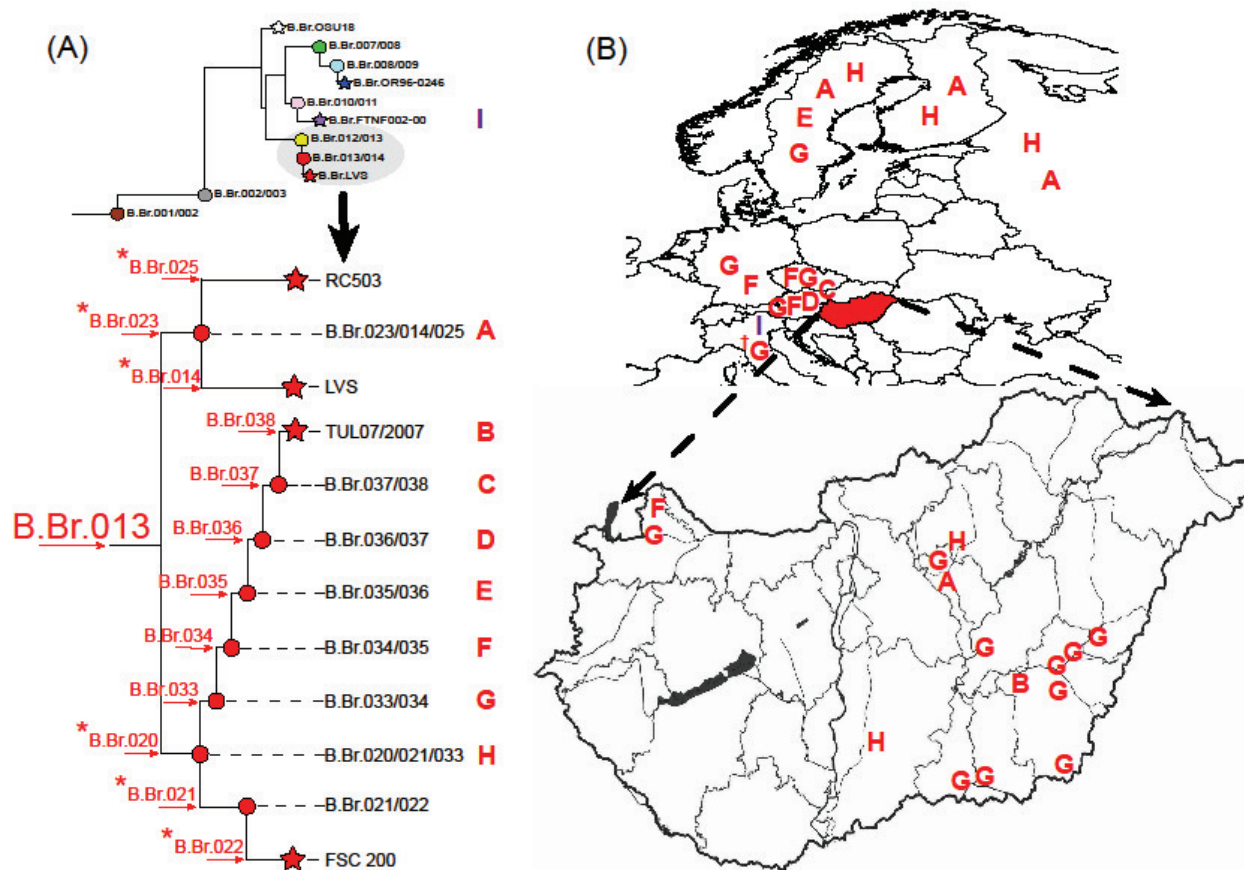 (A)
B.Br.OSU18
B.Br.007/008
B.Br.008/009
B.Br.OR96-0246
B.Br.010/011
B.Br.FTNF002-00
I
B.Br.012/013
B.Br.013/014
B.Br.LVS
B.Br.002/003
B.Br.001/002
*B.Br.025
RC503
*B.Br.023
B.Br.023/014/025 A
*B.Br.014
LVS
B.Br.038
TUL07/2007 B
B.Br.037
B.Br.037/038 C
B.Br.036
B.Br.036/037 D
B.Br.013
B.Br.035
B.Br.035/036 E
B.Br.034
B.Br.034/035 F
B.Br.033
B.Br.033/034 G
*B.Br.020
B.Br.020/021/033 H
*B.Br.021
B.Br.021/022
*B.Br.022
FSC 200
(B)
H
A
A
E
H
H
G
A
G
F
F G
C
G F D
I
†G
F
G
H
G
A
G
G
G
G
B
G
H
G
G G